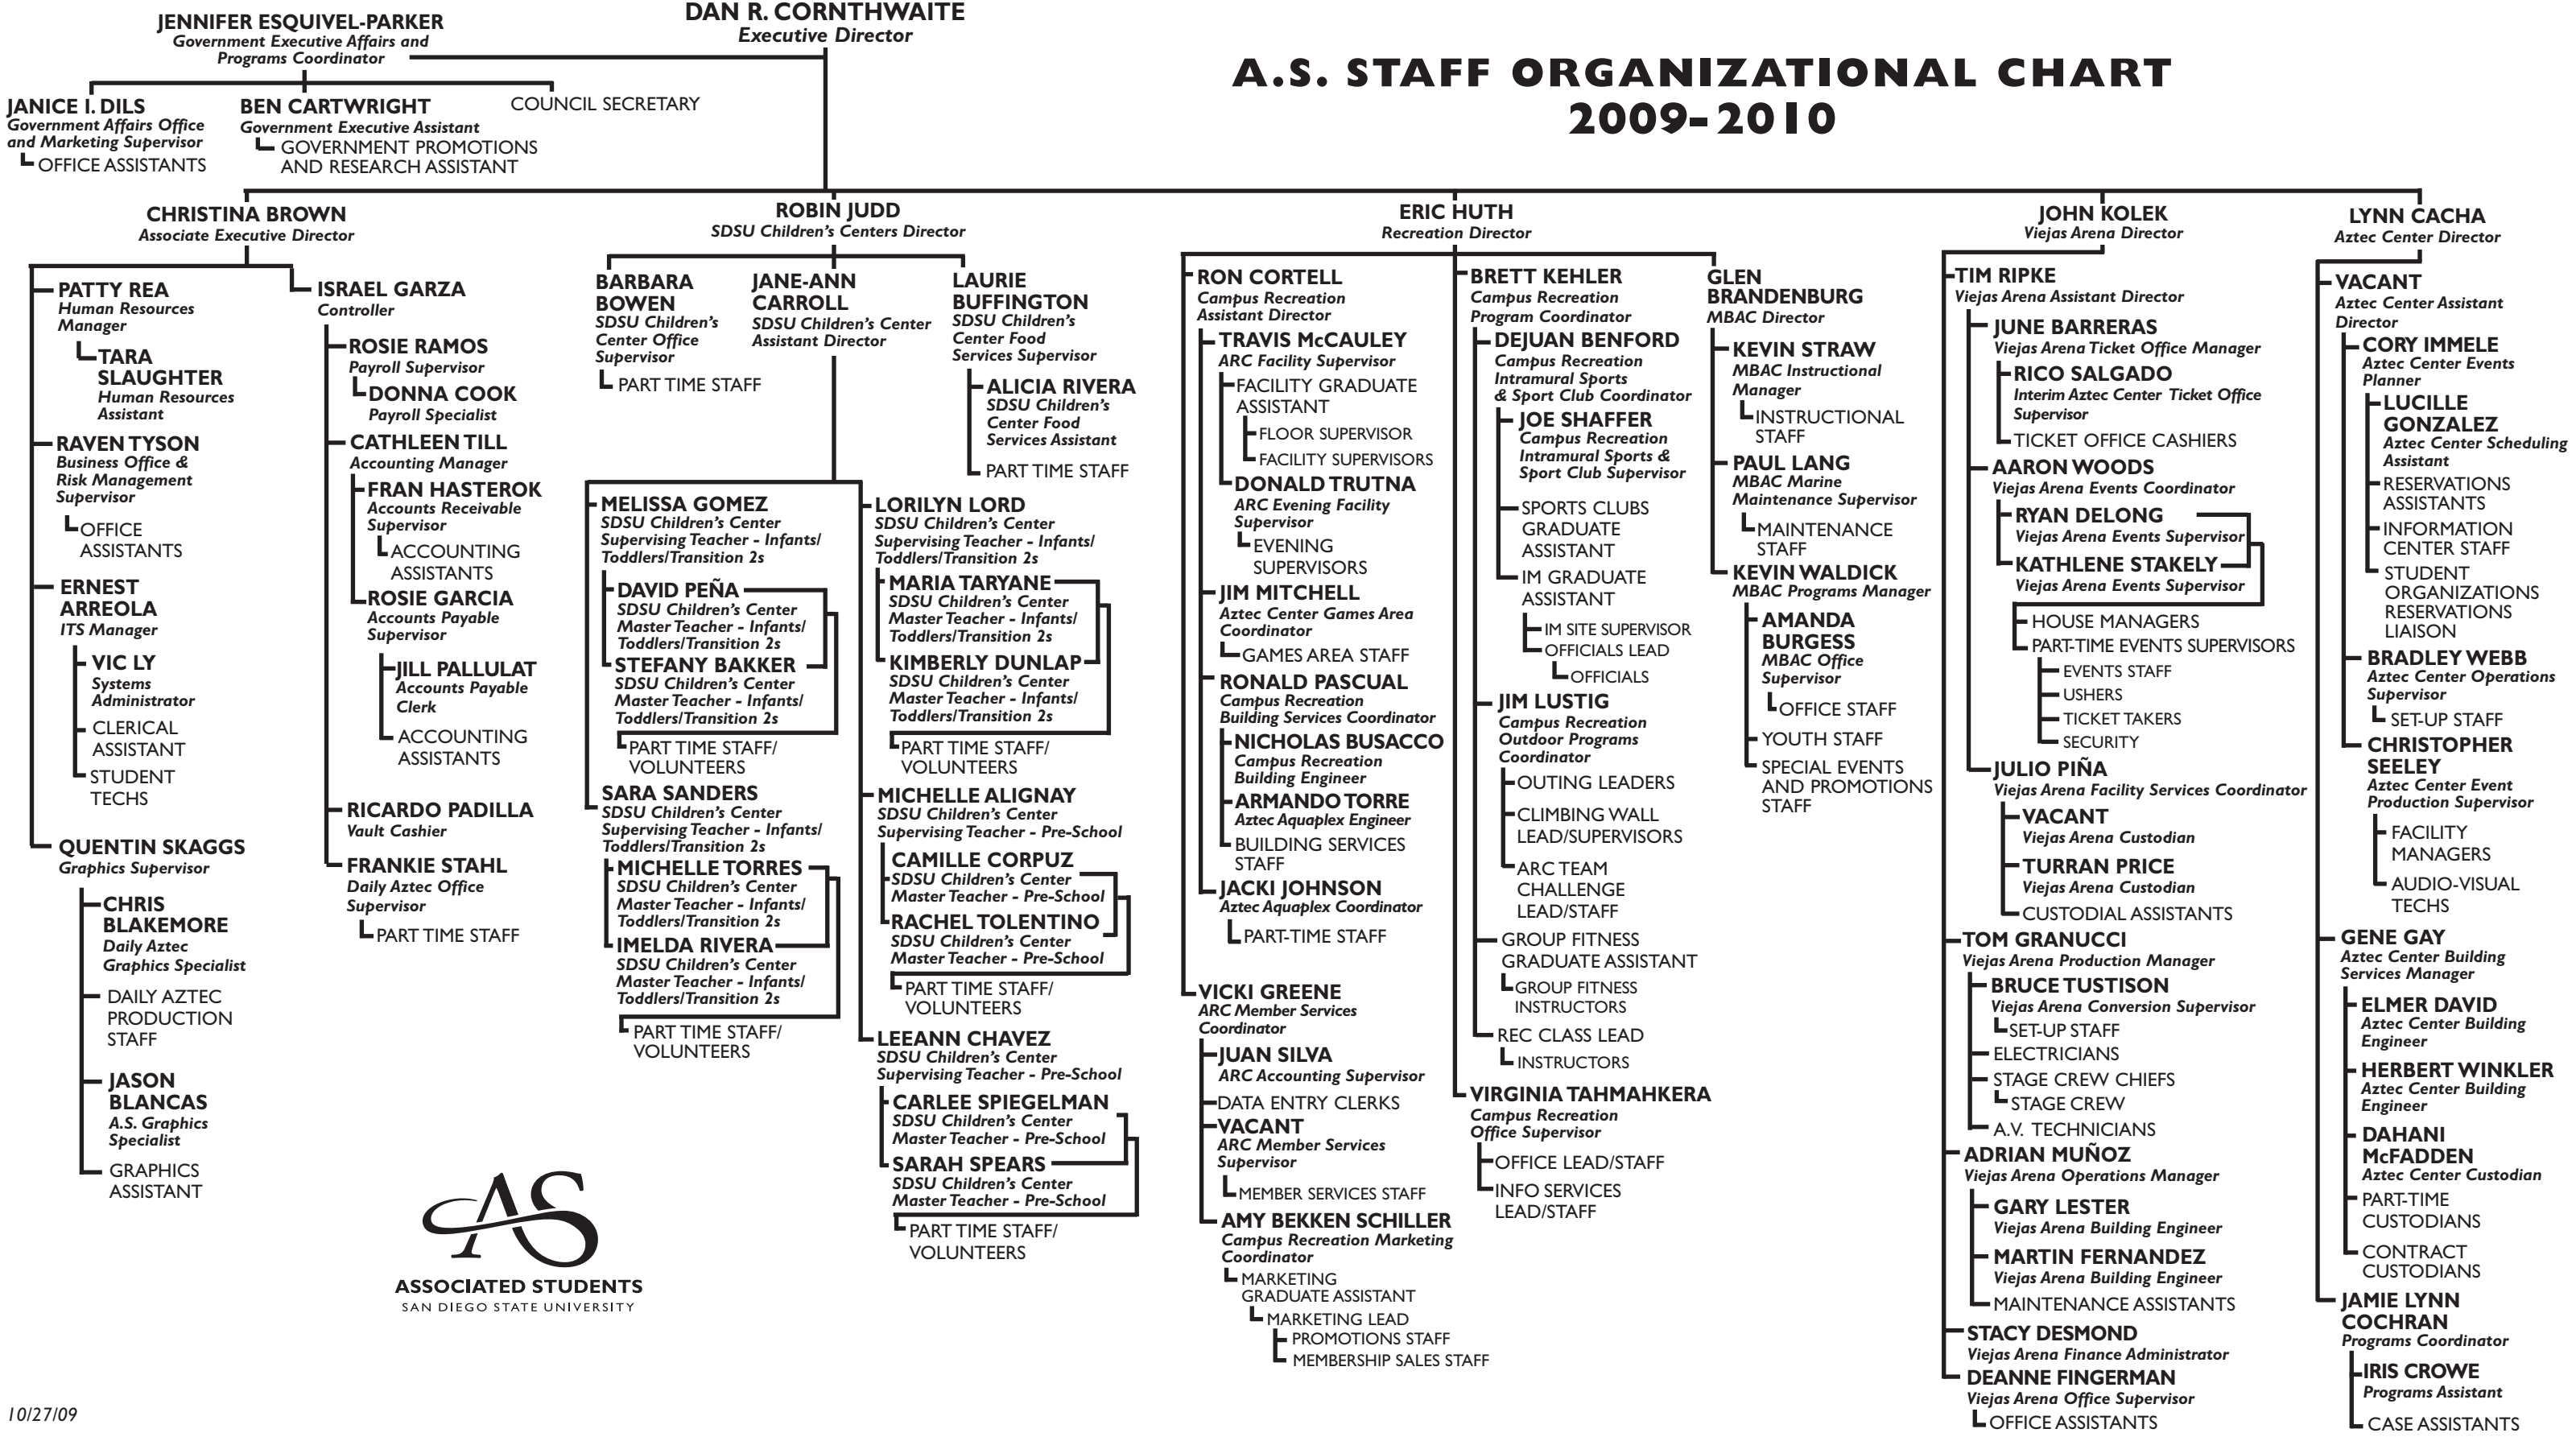 JENNIFER ESQUIVEL-PARKER
Government Executive Affairs and
Programs Coordinator
DAN R. CORNTHWAITE
Executive Director
A.S. STAFF ORGANIZATIONAL CHART
2009-2010
JANICE I. DILS
Government Affairs Office
and Marketing Supervisor
OFFICE ASSISTANTS
BEN CARTWRIGHT
Government Executive Assistant
GOVERNMENT PROMOTIONS
AND RESEARCH ASSISTANT
COUNCIL SECRETARY
CHRISTINA BROWN
Associate Executive Director
PATTY REA
Human Resources
Manager
TARA
SLAUGHTER
Human Resources
Assistant
RAVEN TYSON
Business Office &
Risk Management
Supervisor
OFFICE
ASSISTANTS
ERNEST
ARREOLA
ITS Manager
VIC LY
Systems
Administrator
CLERICAL
ASSISTANT
STUDENT
TECHS
QUENTIN SKAGGS
Graphics Supervisor
CHRIS
BLAKEMORE
Daily Aztec
Graphics Specialist
DAILY AZTEC
PRODUCTION
STAFF
JASON
BLANCAS
A.S. Graphics
Specialist
GRAPHICS
ASSISTANT
ISRAEL GARZA
Controller
ROSIE RAMOS
Payroll Supervisor
DONNA COOK
Payroll Specialist
CATHLEEN TILL
Accounting Manager
FRAN HASTEROK
Accounts Receivable
Supervisor
ACCOUNTING
ASSISTANTS
ROSIE GARCIA
Accounts Payable
Supervisor
JILL PALLULAT
Accounts Payable
Clerk
ACCOUNTING
ASSISTANTS
RICARDO PADILLA
Vault Cashier
FRANKIE STAHL
Daily Aztec Office
Supervisor
PART TIME STAFF
ROBIN JUDD
SDSU Children's Centers Director
BARBARA
BOWEN
SDSU Children's
Center Office
Supervisor
PART TIME STAFF
JANE-ANN
CARROLL
SDSU Children's Center
Assistant Director
LAURIE
BUFFINGTON
SDSU Children's
Center Food
Services Supervisor
ALICIA RIVERA
SDSU Children's
Center Food
Services Assistant
PART TIME STAFF
MELISSA GOMEZ
SDSU Children's Center
Supervising Teacher - Infants/
Toddlers/Transition 2s
DAVID PEÑA
SDSU Children's Center
Master Teacher - Infants/
Toddlers/Transition 2s
STEFANY BAKKER
SDSU Children's Center
Master Teacher - Infants/
Toddlers/Transition 2s
PART TIME STAFF/
VOLUNTEERS
SARA SANDERS
SDSU Children's Center
Supervising Teacher - Infants/
Toddlers/Transition 2s
MICHELLE TORRES
SDSU Children's Center
Master Teacher - Infants/
Toddlers/Transition 2s
IMELDA RIVERA
SDSU Children's Center
Master Teacher - Infants/
Toddlers/Transition 2s
PART TIME STAFF/
VOLUNTEERS
LORILYN LORD
SDSU Children's Center
Supervising Teacher - Infants/
Toddlers/Transition 2s
MARIA TARYANE
SDSU Children's Center
Master Teacher - Infants/
Toddlers/Transition 2s
KIMBERLY DUNLAP
SDSU Children's Center
Master Teacher - Infants/
Toddlers/Transition 2s
PART TIME STAFF/
VOLUNTEERS
MICHELLE ALIGNAY
SDSU Children's Center
Supervising Teacher - Pre-School
CAMILLE CORPUZ
SDSU Children's Center
Master Teacher - Pre-School
RACHEL TOLENTINO
SDSU Children's Center
Master Teacher - Pre-School
PART TIME STAFF/
VOLUNTEERS
LEEANN CHAVEZ
SDSU Children's Center
Supervising Teacher - Pre-School
CARLEE SPIEGELMAN
SDSU Children's Center
Master Teacher - Pre-School
SARAH SPEARS
SDSU Children's Center
Master Teacher - Pre-School
PART TIME STAFF/
VOLUNTEERS
ERIC HUTH
Recreation Director
RON CORTELL
Campus Recreation
Assistant Director
TRAVIS McCAULEY
ARC Facility Supervisor
FACILITY GRADUATE
ASSISTANT
FLOOR SUPERVISOR
FACILITY SUPERVISORS
DONALD TRUTNA
ARC Evening Facility
Supervisor
EVENING
SUPERVISORS
JIM MITCHELL
Aztec Center Games Area
Coordinator
GAMES AREA STAFF
RONALD PASCUAL
Campus Recreation
Building Services Coordinator
NICHOLAS BUSACCO
Campus Recreation
Building Engineer
ARMANDO TORRE
Aztec Aquaplex Engineer
BUILDING SERVICES
STAFF
JACKI JOHNSON
Aztec Aquaplex Coordinator
PART-TIME STAFF
VICKI GREENE
ARC Member Services
Coordinator
JUAN SILVA
ARC Accounting Supervisor
DATA ENTRY CLERKS
VACANT
ARC Member Services
Supervisor
MEMBER SERVICES STAFF
AMY BEKKEN SCHILLER
Campus Recreation Marketing
Coordinator
MARKETING
GRADUATE ASSISTANT
MARKETING LEAD
PROMOTIONS STAFF
MEMBERSHIP SALES STAFF
BRETT KEHLER
Campus Recreation
Program Coordinator
DEJUAN BENFORD
Campus Recreation
Intramural Sports
& Sport Club Coordinator
JOE SHAFFER
Campus Recreation
Intramural Sports &
Sport Club Supervisor
SPORTS CLUBS
GRADUATE
ASSISTANT
IM GRADUATE
ASSISTANT
IM SITE SUPERVISOR
OFFICIALS LEAD
OFFICIALS
JIM LUSTIG
Campus Recreation
Outdoor Programs
Coordinator
OUTING LEADERS
CLIMBING WALL
LEAD/SUPERVISORS
ARC TEAM
CHALLENGE
LEAD/STAFF
GROUP FITNESS
GRADUATE ASSISTANT
GROUP FITNESS
INSTRUCTORS
REC CLASS LEAD
INSTRUCTORS
VIRGINIA TAHMAHKERA
Campus Recreation
Office Supervisor
OFFICE LEAD/STAFF
INFO SERVICES
LEAD/STAFF
GLEN
BRANDENBURG
MBAC Director
KEVIN STRAW
MBAC Instructional
Manager
INSTRUCTIONAL
STAFF
PAUL LANG
MBAC Marine
Maintenance Supervisor
MAINTENANCE
STAFF
KEVIN WALDICK
MBAC Programs Manager
AMANDA
BURGESS
MBAC Office
Supervisor
OFFICE STAFF
YOUTH STAFF
SPECIAL EVENTS
AND PROMOTIONS
STAFF
JOHN KOLEK
Viejas Arena Director
TIM RIPKE
Viejas Arena Assistant Director
JUNE BARRERAS
Viejas Arena Ticket Office Manager
RICO SALGADO
Interim Aztec Center Ticket Office
Supervisor
TICKET OFFICE CASHIERS
AARON WOODS
Viejas Arena Events Coordinator
RYAN DELONG
Viejas Arena Events Supervisor
KATHLENE STAKELY
Viejas Arena Events Supervisor
HOUSE MANAGERS
PART-TIME EVENTS SUPERVISORS
EVENTS STAFF
USHERS
TICKET TAKERS
SECURITY
JULIO PIÑA
Viejas Arena Facility Services Coordinator
VACANT
Viejas Arena Custodian
TURRAN PRICE
Viejas Arena Custodian
CUSTODIAL ASSISTANTS
TOM GRANUCCI
Viejas Arena Production Manager
BRUCE TUSTISON
Viejas Arena Conversion Supervisor
SET-UP STAFF
ELECTRICIANS
STAGE CREW CHIEFS
STAGE CREW
A.V. TECHNICIANS
ADRIAN MUÑOZ
Viejas Arena Operations Manager
GARY LESTER
Viejas Arena Building Engineer
MARTIN FERNANDEZ
Viejas Arena Building Engineer
MAINTENANCE ASSISTANTS
STACY DESMOND
Viejas Arena Finance Administrator
DEANNE FINGERMAN
Viejas Arena Office Supervisor
OFFICE ASSISTANTS
LYNN CACHA
Aztec Center Director
VACANT
Aztec Center Assistant
Director
CORY IMMELE
Aztec Center Events
Planner
LUCILLE
GONZALEZ
Aztec Center Scheduling
Assistant
RESERVATIONS
ASSISTANTS
INFORMATION
CENTER STAFF
STUDENT
ORGANIZATIONS
RESERVATIONS
LIAISON
BRADLEY WEBB
Aztec Center Operations
Supervisor
SET-UP STAFF
CHRISTOPHER
SEELEY
Aztec Center Event
Production Supervisor
FACILITY
MANAGERS
AUDIO-VISUAL
TECHS
GENE GAY
Aztec Center Building
Services Manager
ELMER DAVID
Aztec Center Building
Engineer
HERBERT WINKLER
Aztec Center Building
Engineer
DAHANI
McFADDEN
Aztec Center Custodian
PART-TIME
CUSTODIANS
CONTRACT
CUSTODIANS
JAMIE LYNN
COCHRAN
Programs Coordinator
IRIS CROWE
Programs Assistant
CASE ASSISTANTS
AS
ASSOCIATED STUDENTS
SAN DIEGO STATE UNIVERSITY
10/27/09